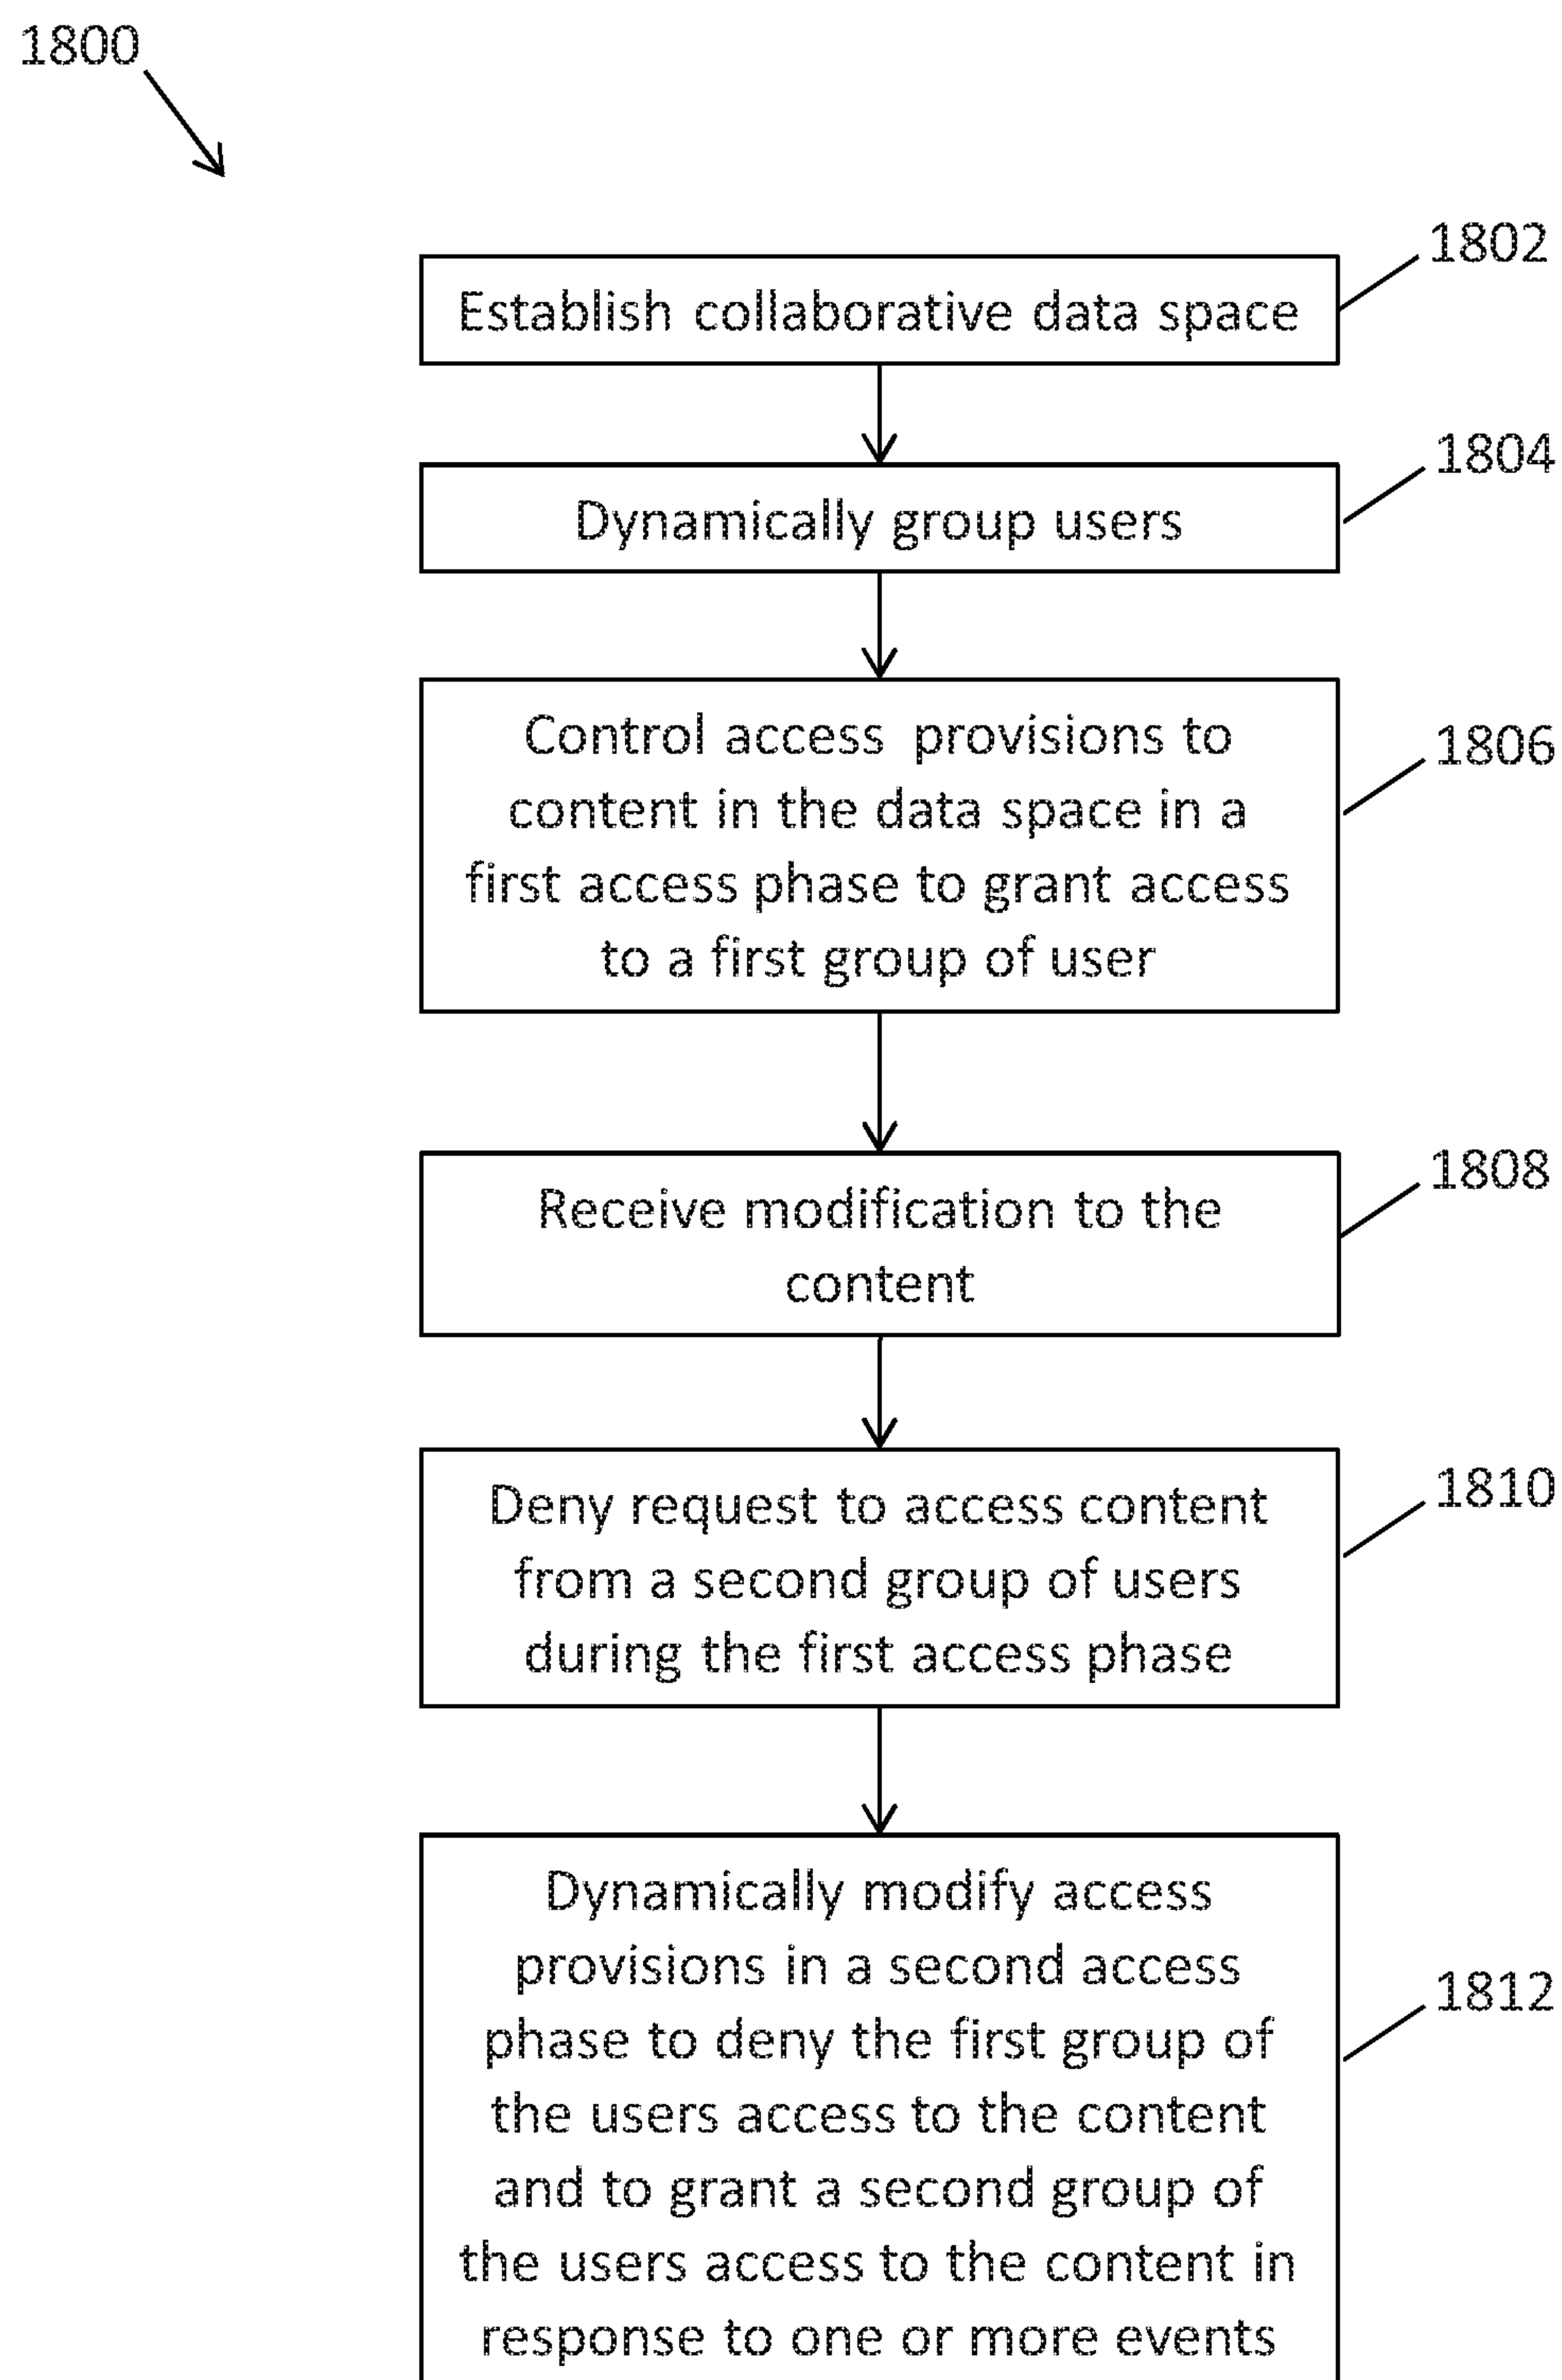 1800
Establish collaborative data space
1802
Dynamically group users
1804
Control access provisions to
content in the data space in a
first access phase to grant access
to a first group of user
1806
Receive modification to the
content
1808
Deny request to access content
from a second group of users
during the first access phase
1810
Dynamically modify access
provisions in a second access
phase to deny the first group of
the users access to the content
and to grant a second group of
the users access to the content in
response to one or more events
1812